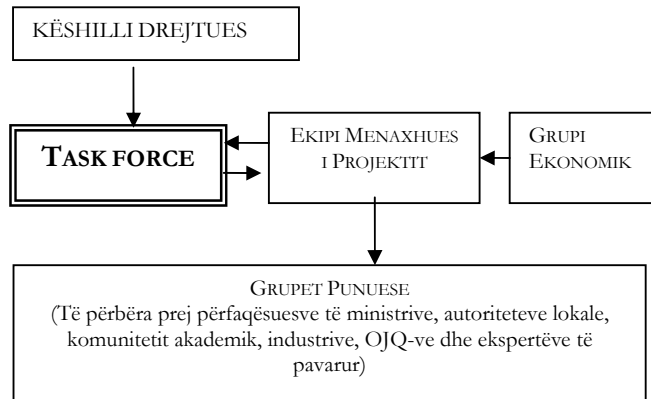 KËSHILLI DREJTUES
TASK FORCE
EKIPI MENAXHUES
I PROJEKTIT
GRUPI
EKONOMIK
GRUPET PUNUESE
(Të përbëra prej përfaqësuesve të ministrive, autoriteteve lokale,
komunitetit akademik, industrive, OJQ-ve dhe ekspertëve të
pavarur)